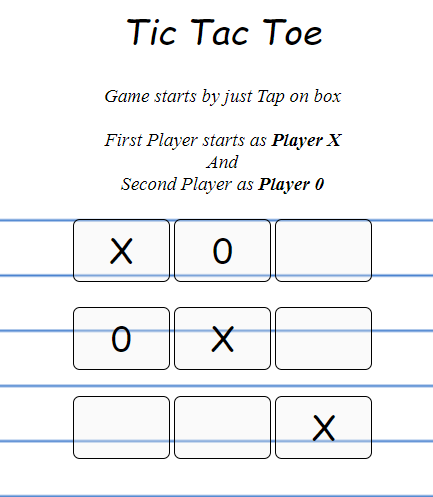 Tic Tac Toe
Game starts by just Tap on box
First Player starts as Player X
And
Second Player as Player 0
X 0
0 X
X